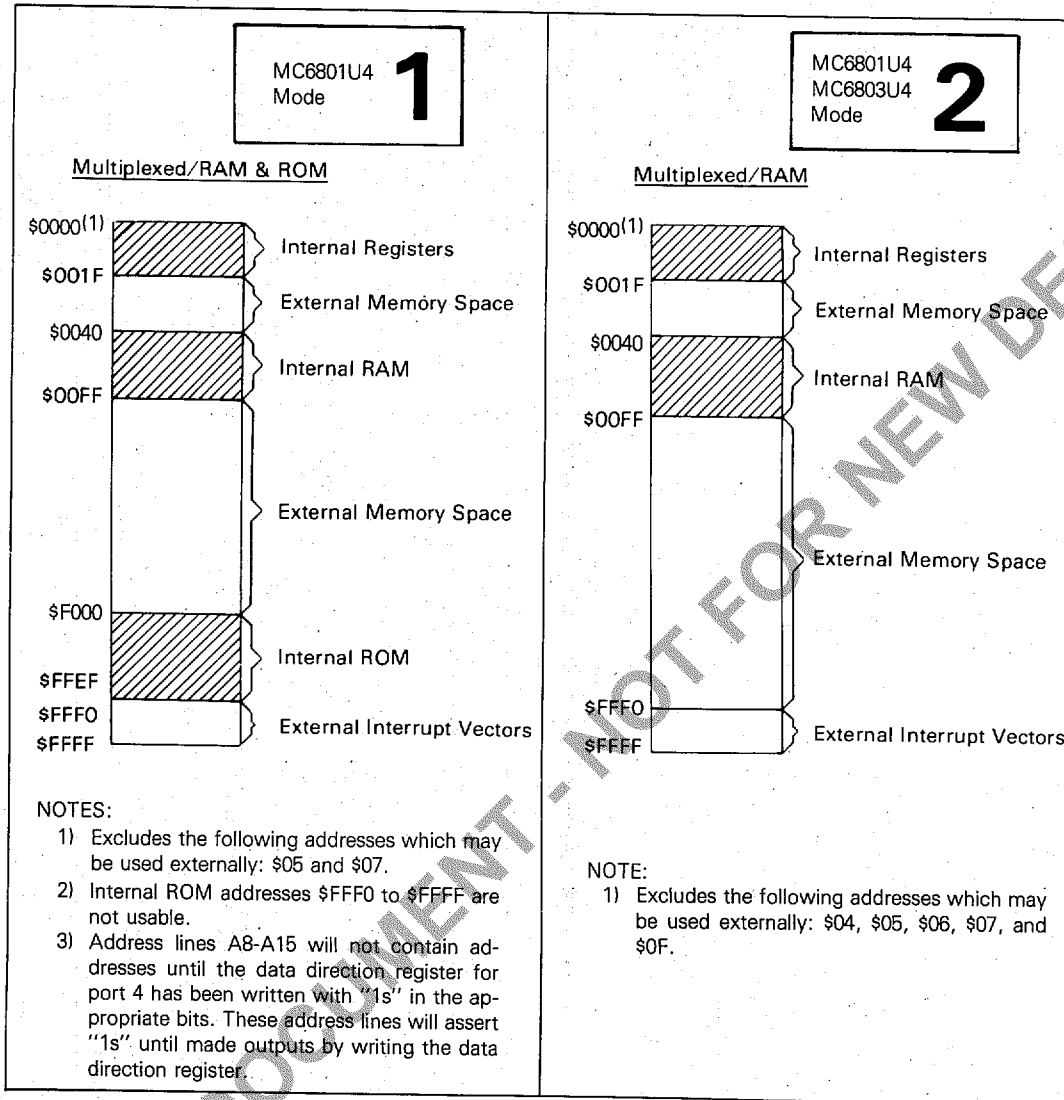 MC6801U4
Mode
1
Multiplexed/RAM & ROM
$0000(1)
Internal Registers
$001F
External Memory Space
$0040
Internal RAM
$00FF
External Memory Space
$F000
Internal ROM
$FFEF
$FFF0
External Interrupt Vectors
$FFFF
NOTES:
1) Excludes the following addresses which may
be used externally: $05 and $07.
2) Internal ROM addresses $FFF0 to $FFFF are
not usable.
3) Address lines A8-A15 will not contain ad-
dresses until the data direction register for
port 4 has been written with "1s" in the ap-
propriate bits. These address lines will assert
"1s" until made outputs by writing the data
direction register.
MC6801U4
MC6803U4
Mode
2
Multiplexed/RAM
$0000(1)
Internal Registers
$001F
External Memory Space
$0040
Internal RAM
$00FF
External Memory Space
$FFF0
External Interrupt Vectors
$FFFF
NOTE:
1) Excludes the following addresses which may
be used externally: $04, $05, $06, $07, and
$0F.
OCUMENT - NOT FOR NEW DE